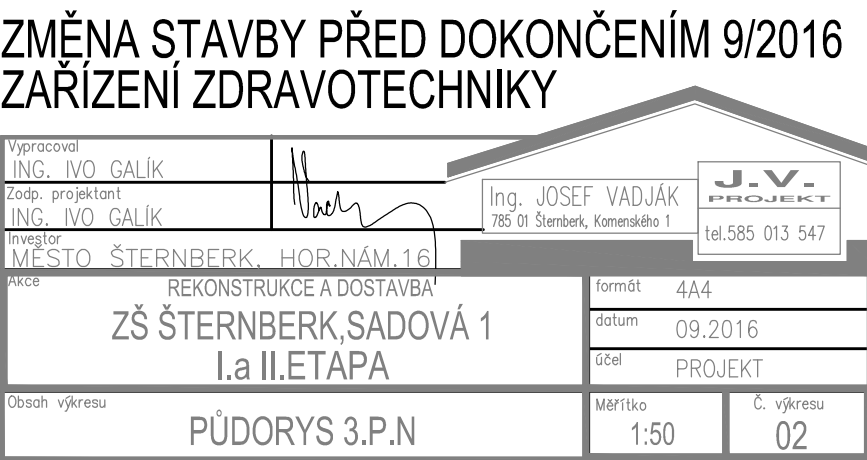 ZMĚNA STAVBY PŘED DOKONČENÍM 9/2016
ZAŘÍZENÍ ZDRAVOTECHNIKY
Vypracoval
ING. IVO GALÍK
Zodp. projektant
ING. IVO GALÍK
Investor
MĚSTO ŠTERNBERK, HOR.NÁM.16
Ing. JOSEF VADJÁK
785 01 Šternberk, Komenského 1
J.V.
PROJEKT
tel.585 013 547
Akce
REKONSTRUKCE A DOSTAVBA
ZŠ ŠTERNBERK,SADOVÁ 1
I.a II.ETAPA
formát 4A4
datum 09.2016
účel PROJEKT
Obsah výkresu
PŮDORYS 3.P.N
Měřítko
1:50
Č. výkresu
02